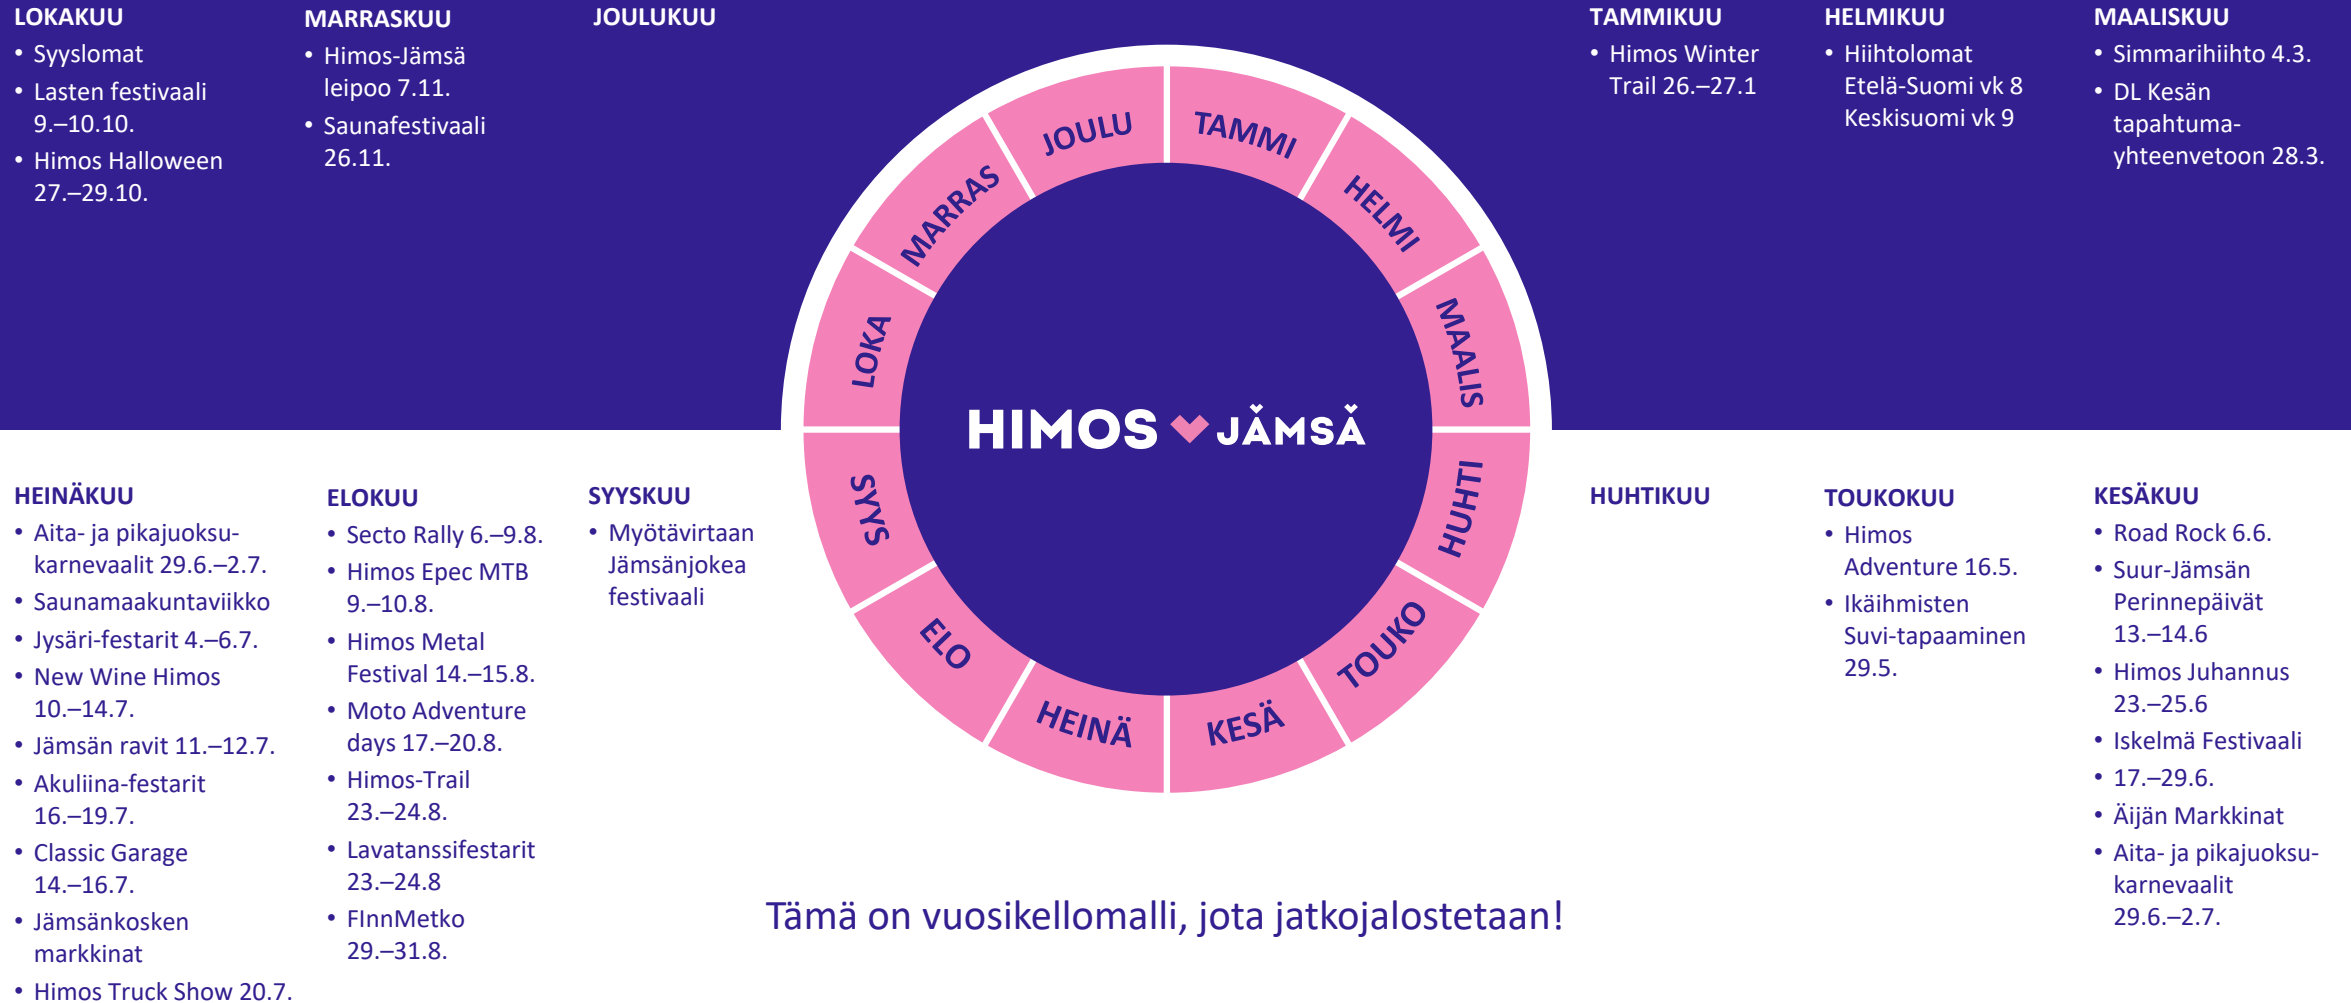 LOKAKUU
• Syyslomat
• Lasten festivaali
9.–10.10.
• Himos Halloween
27.–29.10.
MARRASKUU
• Himos-Jämsä
leipoo 7.11.
• Saunafestivaali
26.11.
JOULUKUU
TAMMIKUU
• Himos Winter
Trail 26.–27.1
HELMIKUU
• Hiihtolomat
Etelä-Suomi vk 8
Keskisuomi vk 9
MAALISKUU
• Simmarihiihto 4.3.
• DL Kesän
tapahtuma-
yhteenvetoon 28.3.
TAMMI
HELMI
MAALIS
HUHTI
TOUKO
KESÄ
HEINÄ
ELO
SYYS
LOKA
MARRAS
JOULU
HIMOS JÄMSÄ
HEINÄKUU
• Aita- ja pikajuoksu-
karnevaalit 29.6.–2.7.
• Saunamaakuntaviikko
• Jysäri-festarit 4.–6.7.
• New Wine Himos
10.–14.7.
• Jämsän ravit 11.–12.7.
• Akuliina-festarit
16.–19.7.
• Classic Garage
14.–16.7.
• Jämsänkosken
markkinat
• Himos Truck Show 20.7.
ELOKUU
• Secto Rally 6.–9.8.
• Himos Epec MTB
9.–10.8.
• Himos Metal
Festival 14.–15.8.
• Moto Adventure
days 17.–20.8.
• Himos-Trail
23.–24.8.
• Lavatanssifestarit
23.–24.8
• FInnMetko
29.–31.8.
SYYSKUU
• Myötävirtaan
Jämsänjokea
festivaali
HUHTIKUU
TOUKOKUU
• Himos
Adventure 16.5.
• Ikäihmisten
Suvi-tapaaminen
29.5.
KESÄKUU
• Road Rock 6.6.
• Suur-Jämsän
Perinnepäivät
13.–14.6
• Himos Juhannus
23.–25.6
• Iskelmä Festivaali
• 17.–29.6.
• Äijän Markkinat
• Aita- ja pikajuoksu-
karnevaalit
29.6.–2.7.
Tämä on vuosikellomalli, jota jatkojalostetaan!